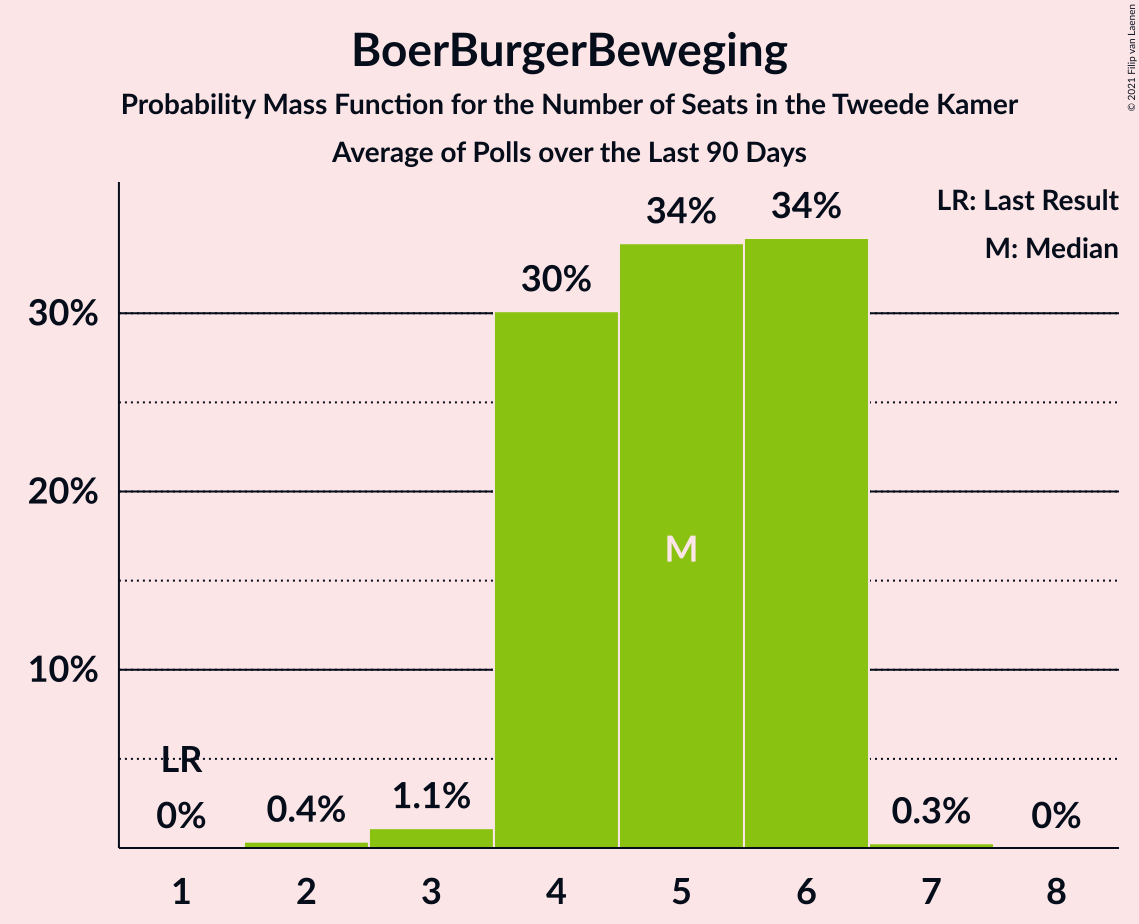 BoerBurgerBeweging
Probability Mass Function for the Number of Seats in the Tweede Kamer
Average of Polls over the Last 90 Days
© 2021 Filip van Laenen
LR: Last Result
M: Median
34%
34%
30%
30%
20%
M
10%
LR
0%
0.4%
1.1%
0.3%
0%
1
2
3
4
5
6
7
8